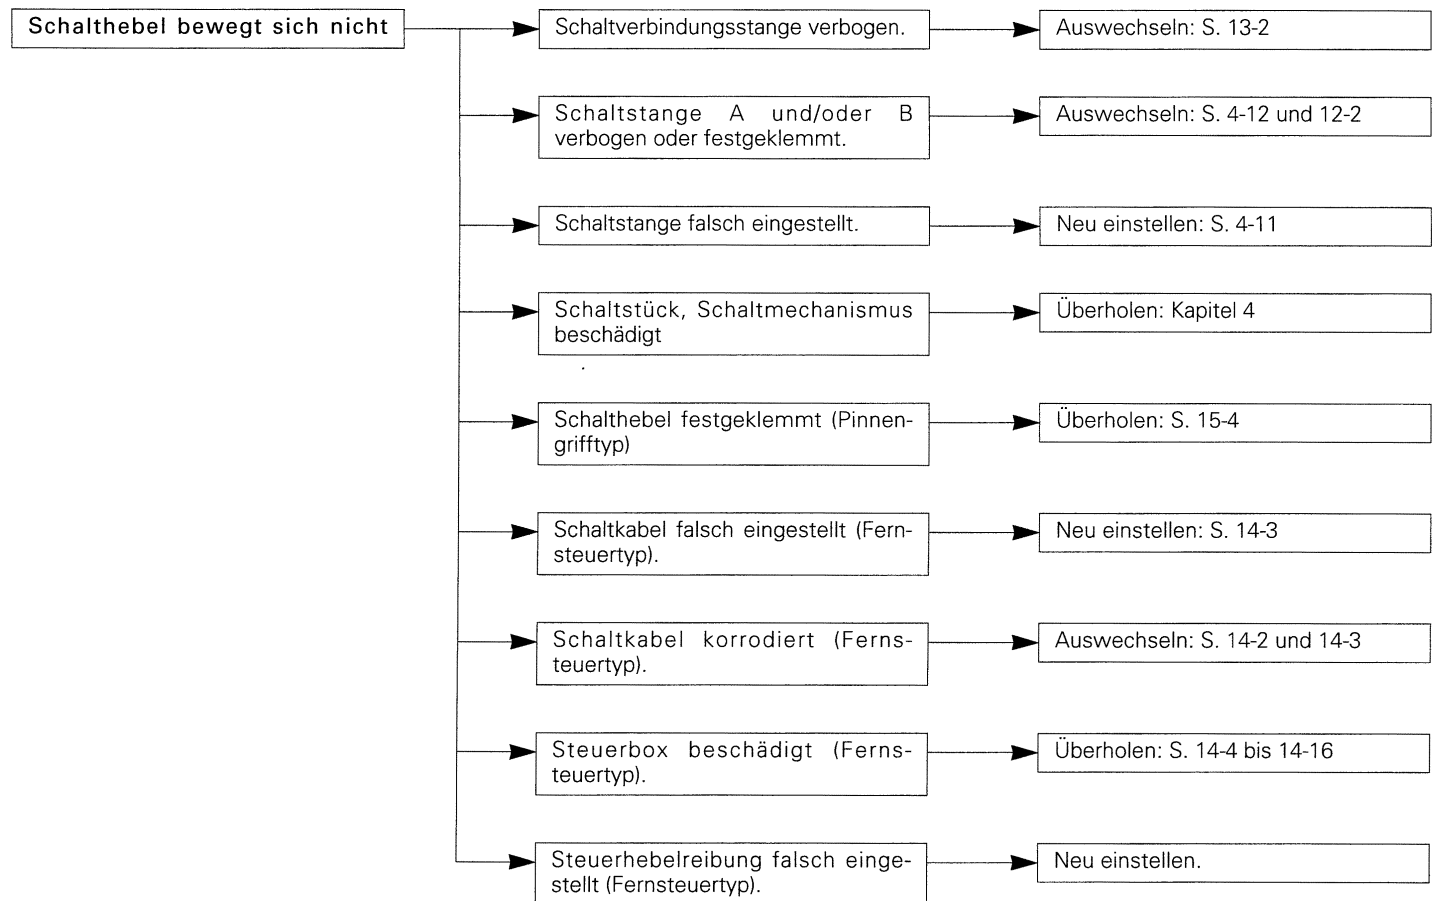 Schalthebel bewegt sich nicht
Schaltverbindungsstange verbogen.
Auswechseln: S. 13-2
Schaltstange A und/oder B
verbogen oder festgeklemmt.
Auswechseln: S. 4-12 und 12-2
Schaltstange falsch eingestellt.
Neu einstellen: S. 4-11
Schaltstück, Schaltmechanismus
beschädigt
Überholen: Kapitel 4
Schalthebel festgeklemmt (Pinnen-
grifftyp)
Überholen: S. 15-4
Schaltkabel falsch eingestellt (Fern-
steuertyp).
Neu einstellen: S. 14-3
Schaltkabel korrodiert (Ferns-
teuertyp).
Auswechseln: S. 14-2 und 14-3
Steuerbox beschädigt (Ferns-
teuertyp).
Überholen: S. 14-4 bis 14-16
Steuerhebelreibung falsch einge-
stellt (Fernsteuertyp).
Neu einstellen.